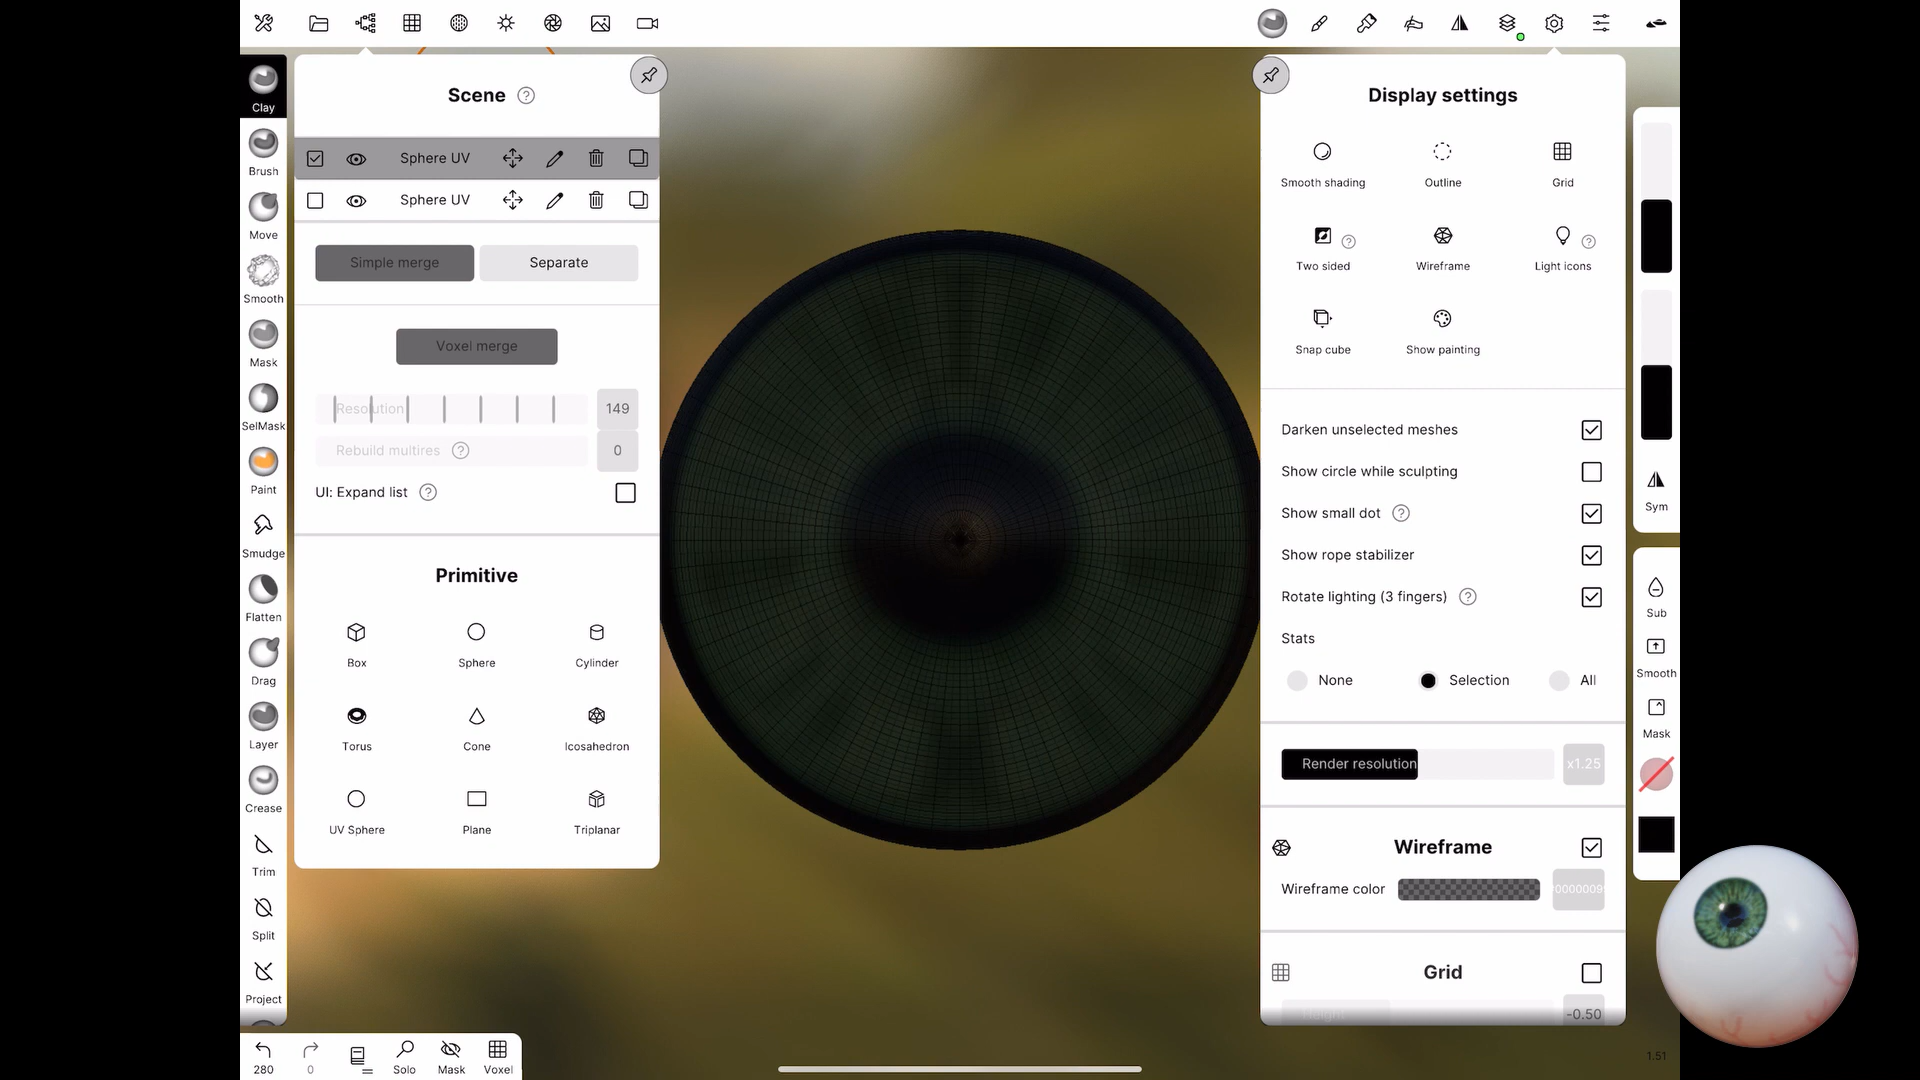 Clay
Brush
Move
Smooth
Mask
SelMask
Paint
Smudge
Flatten
Drag
Layer
Crease
Trim
Split
Project
280
0
Solo
Mask
Voxel
Scene ?
Sphere UV
Sphere UV
Simple merge
Separate
Voxel merge
Resolution
149
Rebuild multires ?
0
UI: Expand list ?
Primitive
Box
Sphere
Cylinder
Torus
Cone
Icosahedron
UV Sphere
Plane
Triplanar
Display settings
Smooth shading
Outline
Grid
Two sided ?
Wireframe
Light icons ?
Snap cube
Show painting
Darken unselected meshes
Show circle while sculpting
Show small dot ?
Show rope stabilizer
Rotate lighting (3 fingers) ?
Stats
None
Selection
All
Render resolution
x1.25
Wireframe
Wireframe color
Grid
-0.50
Sym
Sub
Smooth
Mask
1.51